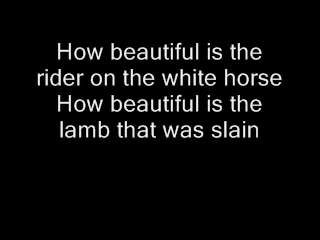 How beautiful is the
rider on the white horse
How beautiful is the
lamb that was slain